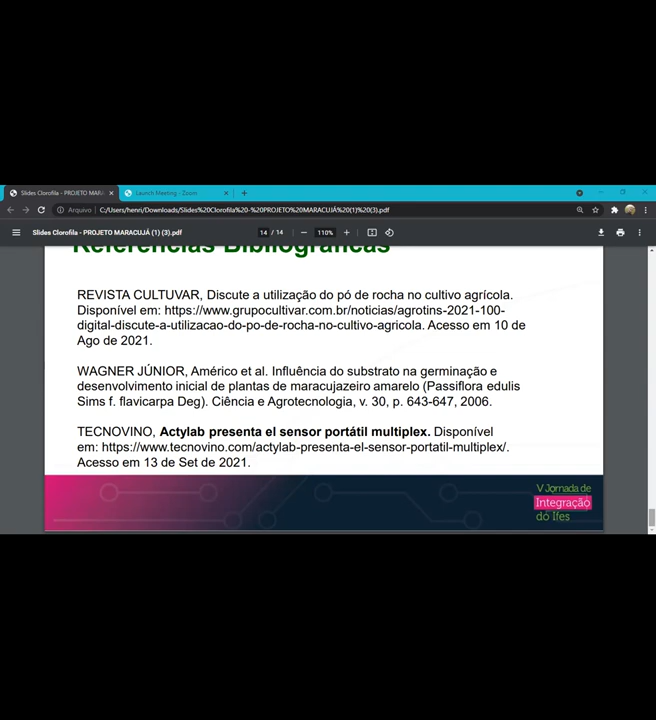 Slides Clorofila - PROJETO MAR
Launch Meeting - Zoom
Arquivo
C:/Users/henri/Downloads/Slides%20Clorofila%20-%20PROJETO%20MARACUJÁ%20(1)%20(3).pdf
Slides Clorofila - PROJETO MARACUJÁ (1) (3).pdf
14 / 14
110%
Referências Bibliográficas
REVISTA CULTUVAR, Discute a utilização do pó de rocha no cultivo agrícola.
Disponível em: https://www.grupocultivar.com.br/noticias/agrotins-2021-100-
digital-discute-a-utilizacao-do-po-de-rocha-no-cultivo-agricola. Acesso em 10 de
Ago de 2021.
WAGNER JÚNIOR, Américo et al. Influência do substrato na germinação e
desenvolvimento inicial de plantas de maracujazeiro amarelo (Passiflora edulis
Sims f. flavicarpa Deg). Ciência e Agrotecnologia, v. 30, p. 643-647, 2006.
TECNOVINO, Actylab presenta el sensor portátil multiplex. Disponível
em: https://www.tecnovino.com/actylab-presenta-el-sensor-portatil-multiplex/.
Acesso em 13 de Set de 2021.
V Jornada de
Integração
do Ifes